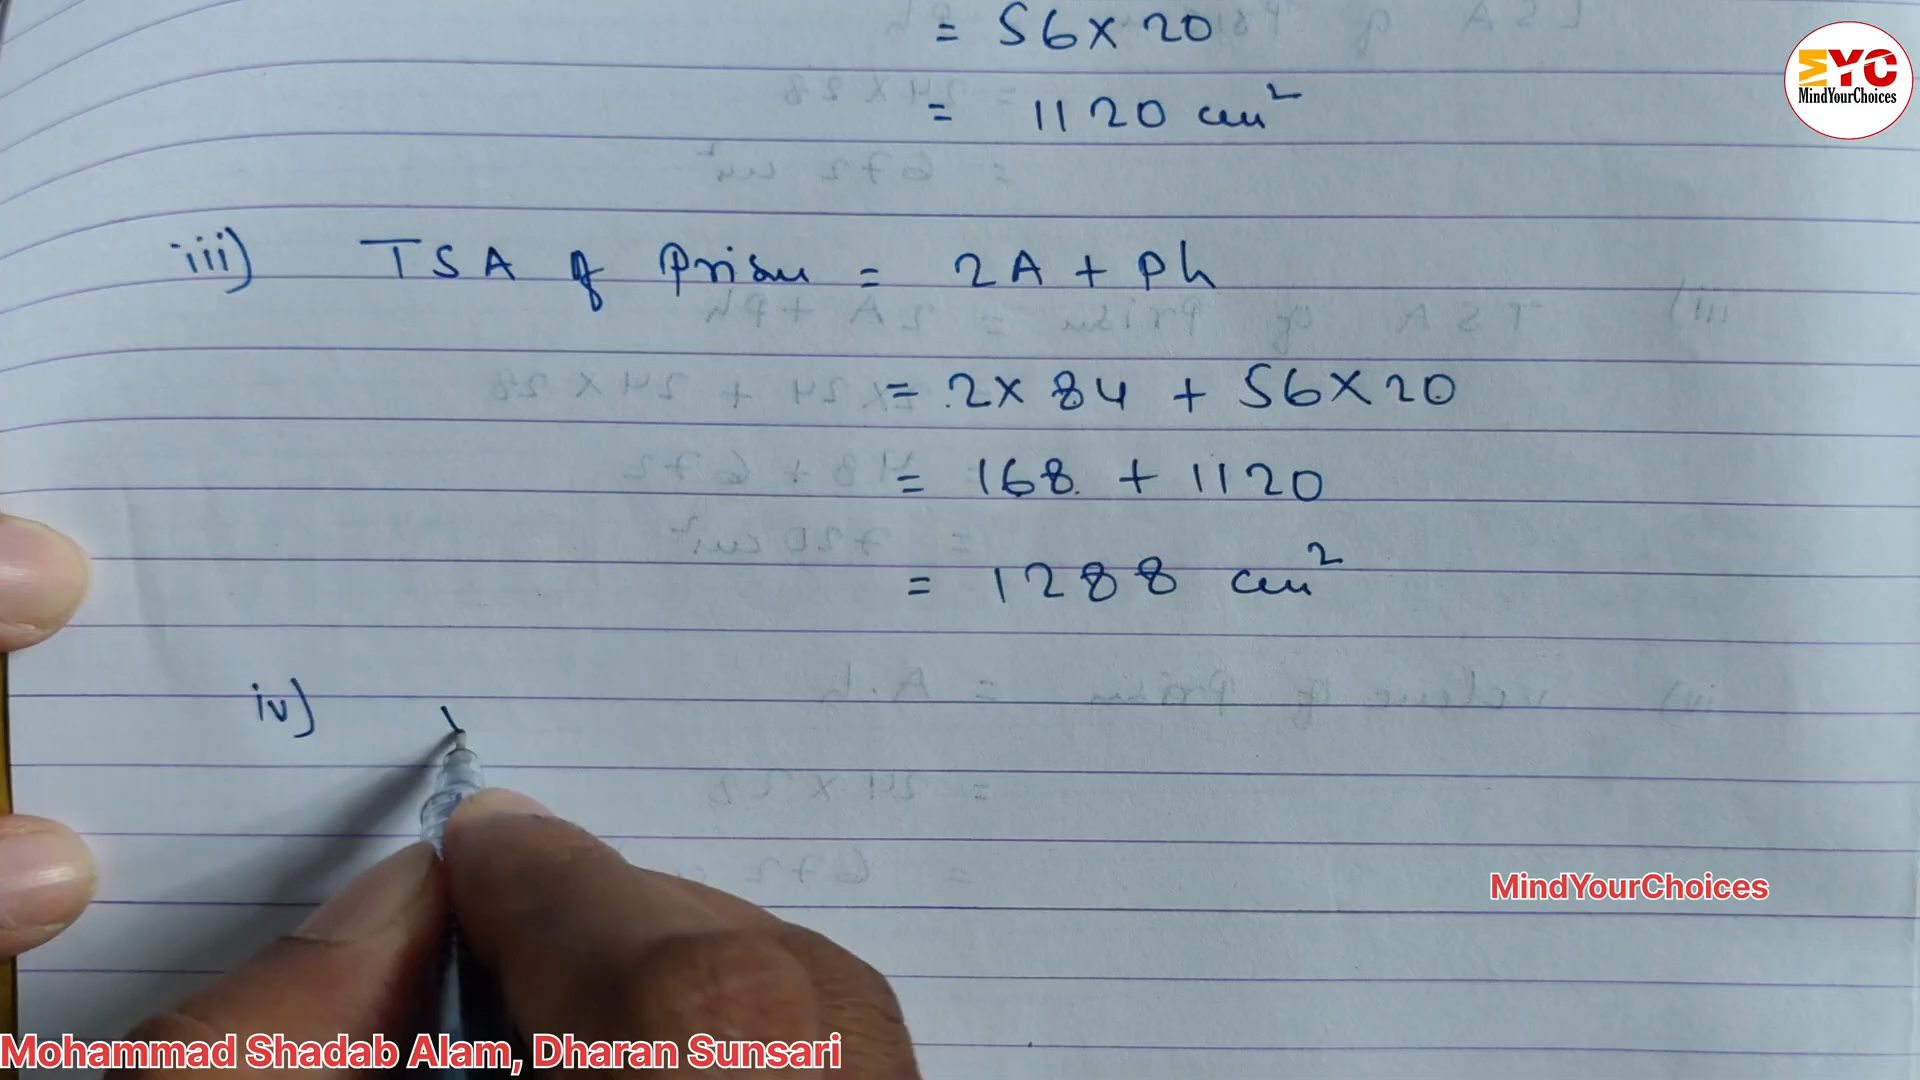 = 56 × 20
= 1120 cm²
iii) TSA of Prism = 2A + Ph
= 2 × 84 + 56 × 20
= 168 + 1120
= 1288 cm²
iv)
MYC
MindYourChoices
MindYourChoices
Mohammad Shadab Alam, Dharan Sunsari